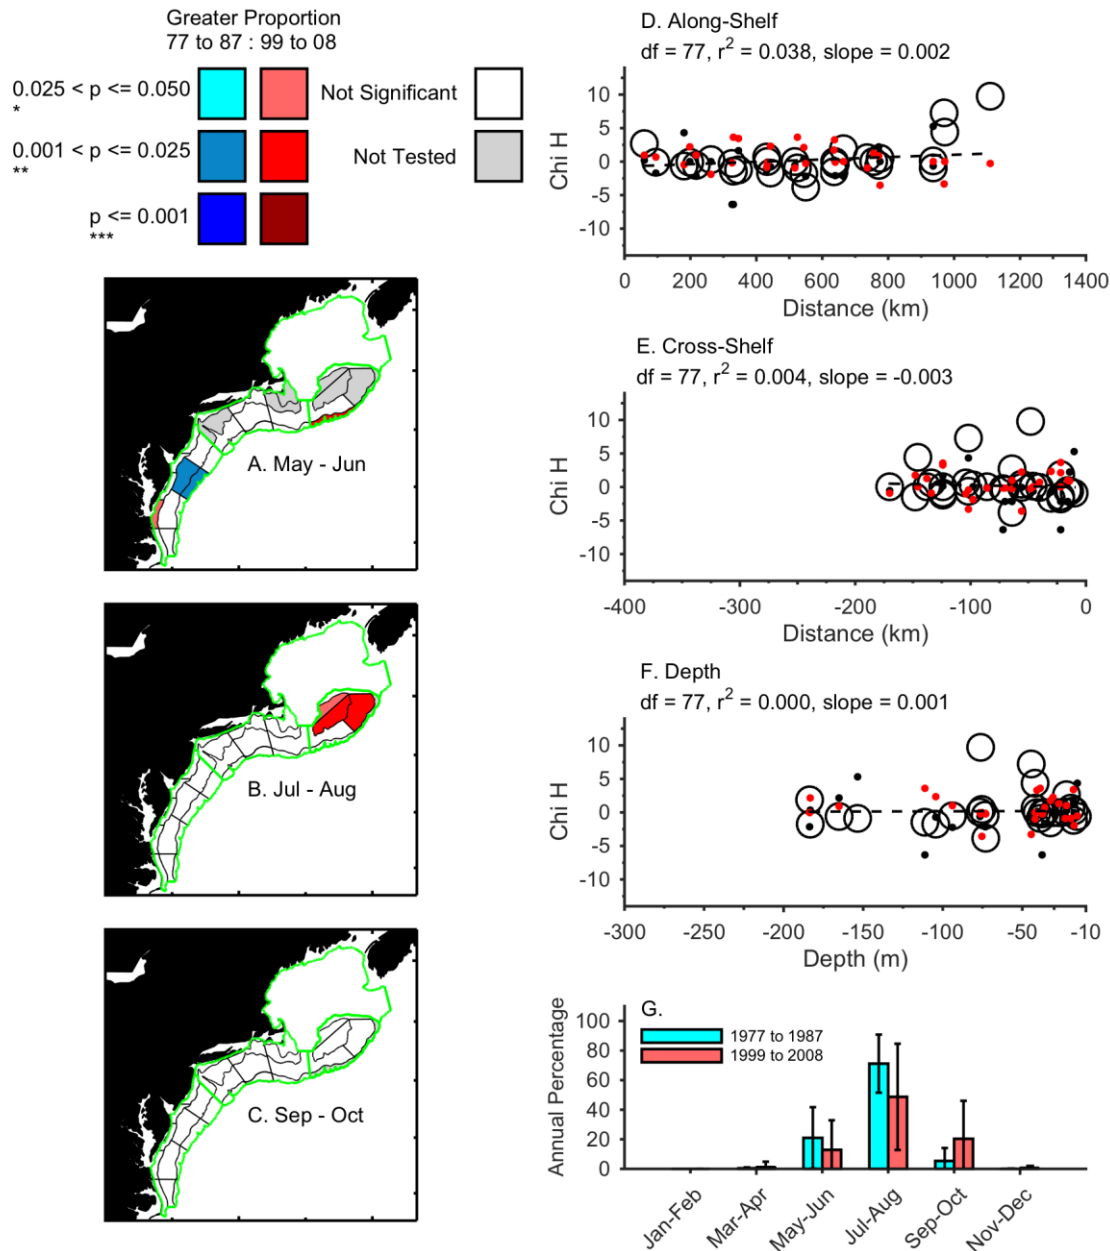 Greater Proportion
77 to 87 : 99 to 08
0.025 < p <= 0.050
*
0.001 < p <= 0.025
**
p <= 0.001
***
Not Significant
Not Tested
A. May - Jun
B. Jul - Aug
C. Sep - Oct
D. Along-Shelf
df = 77, r² = 0.038, slope = 0.002
Chi H
10
5
0
-5
-10
0 200 400 600 800 1000 1200 1400
Distance (km)
E. Cross-Shelf
df = 77, r² = 0.004, slope = -0.003
Chi H
10
5
0
-5
-10
-400 -300 -200 -100 0
Distance (km)
F. Depth
df = 77, r² = 0.000, slope = 0.001
Chi H
10
5
0
-5
-10
-300 -250 -200 -150 -100 -50 -10
Depth (m)
G.
1977 to 1987
1999 to 2008
Annual Percentage
100
80
60
40
20
0
Jan-Feb Mar-Apr May-Jun Jul-Aug Sep-Oct Nov-Dec